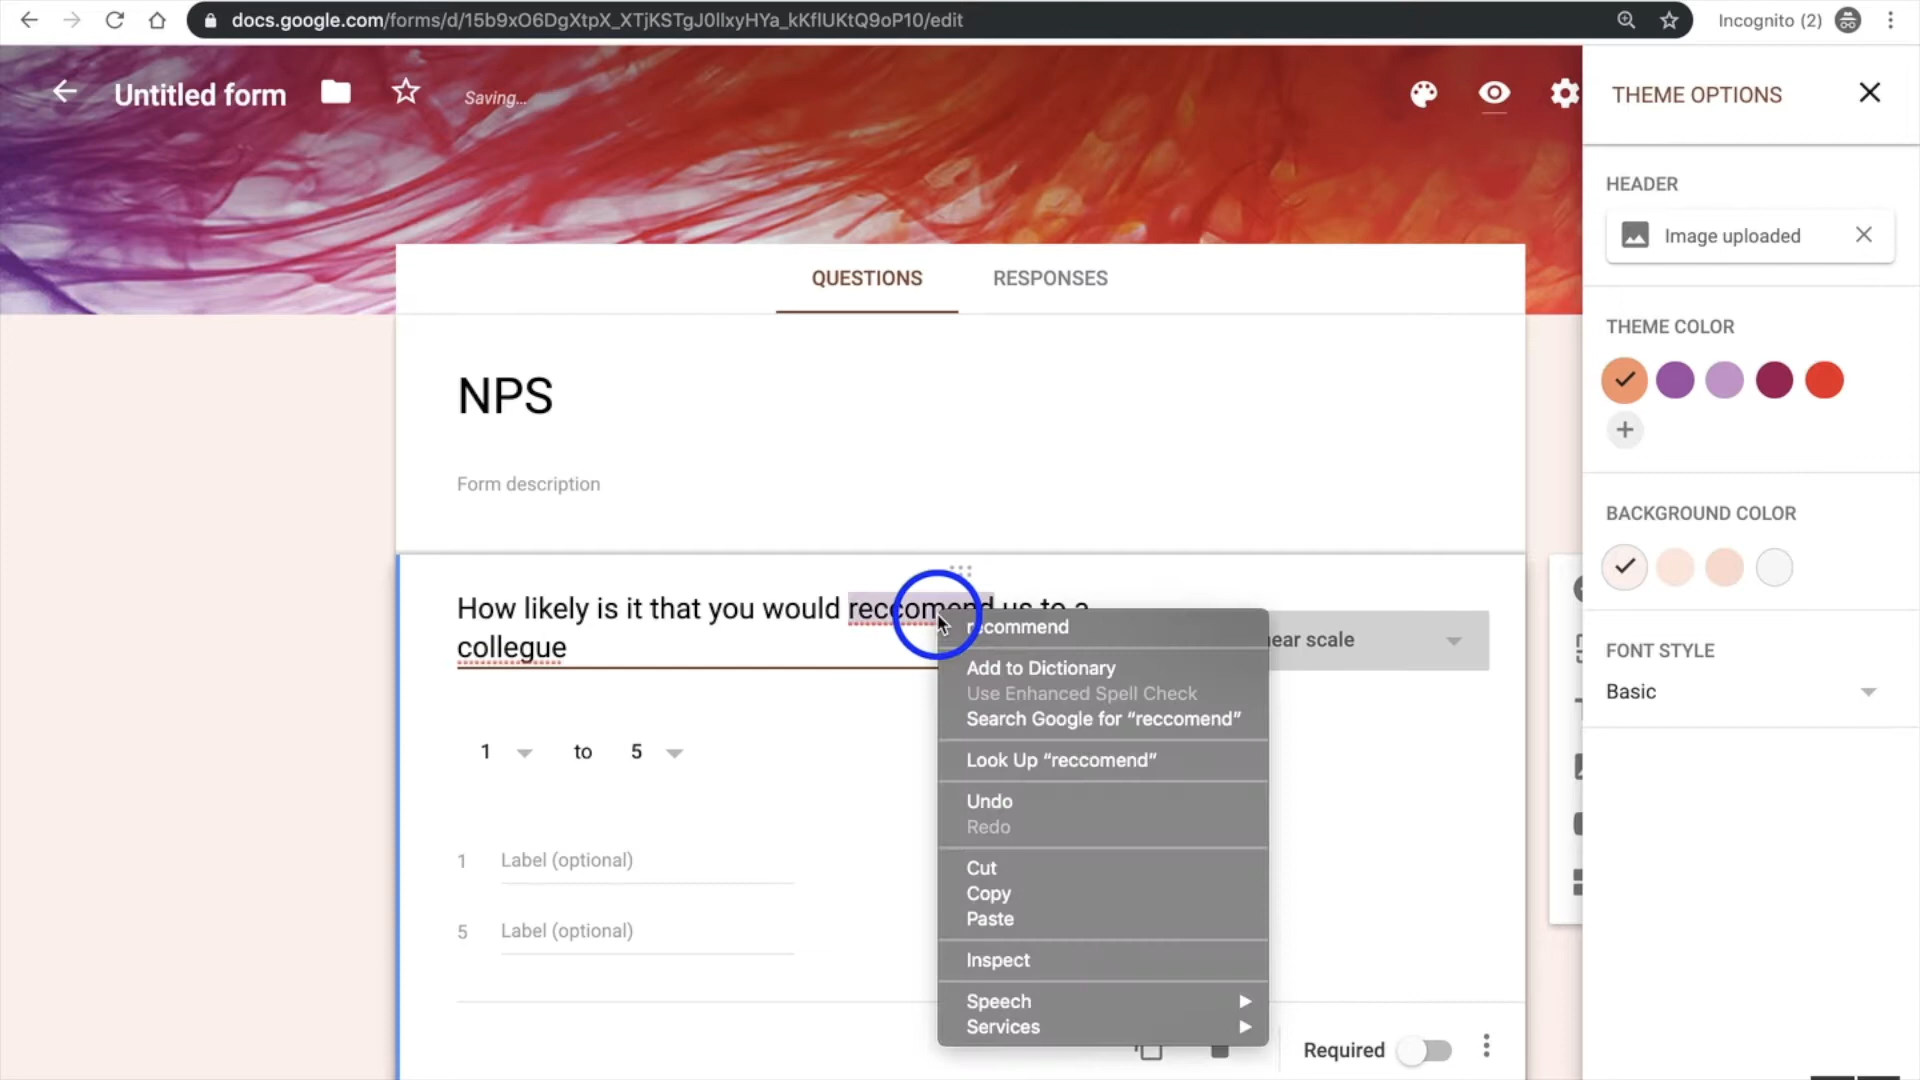 docs.google.com/forms/d/15b9xO6DgXtpX_XTjKSTgJ0llxyHYa_kKflUKtQ9oP10/edit
Incognito (2)
Untitled form
Saving...
THEME OPTIONS
HEADER
Image uploaded
QUESTIONS
RESPONSES
THEME COLOR
NPS
Form description
BACKGROUND COLOR
How likely is it that you would reccomend us to a
collegue
recommend
near scale
FONT STYLE
Basic
Add to Dictionary
Use Enhanced Spell Check
Search Google for “reccomend”
1 to 5
Look Up “reccomend”
Undo
Redo
1 Label (optional)
Cut
Copy
Paste
5 Label (optional)
Inspect
Speech
Services
Required